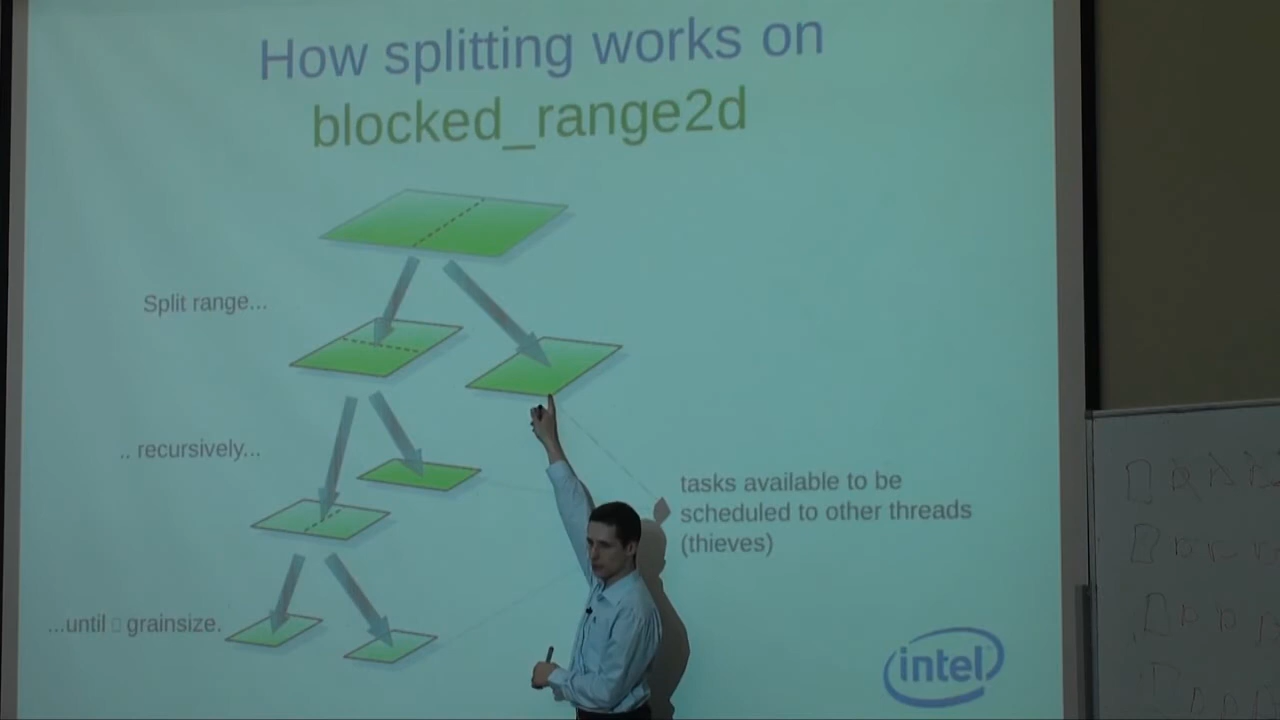 How splitting works on
blocked_range2d
Split range...
.. recursively...
tasks available to be
scheduled to other threads
(thieves)
...until grainsize.
intel